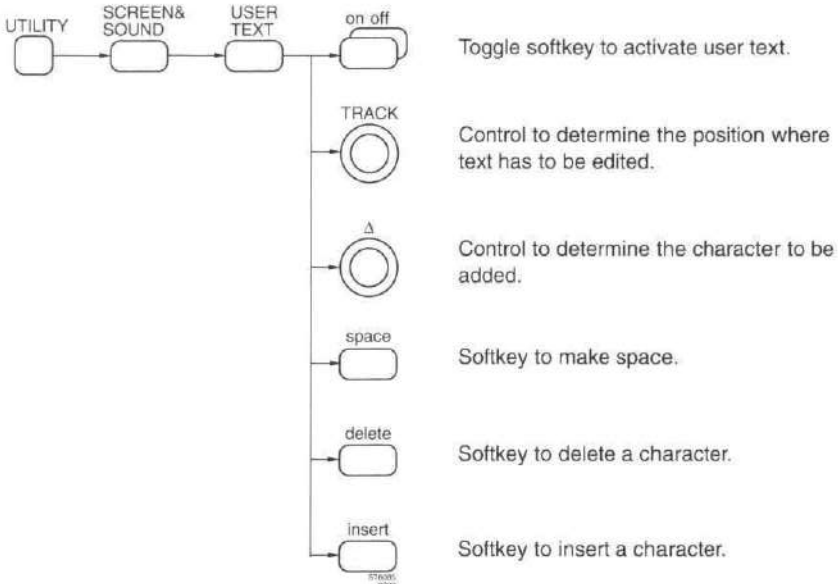 UTILITY
SCREEN&
SOUND
USER
TEXT
on off
Toggle softkey to activate user text.
TRACK
Control to determine the position where
text has to be edited.
Δ
Control to determine the character to be
added.
space
Softkey to make space.
delete
Softkey to delete a character.
insert
Softkey to insert a character.